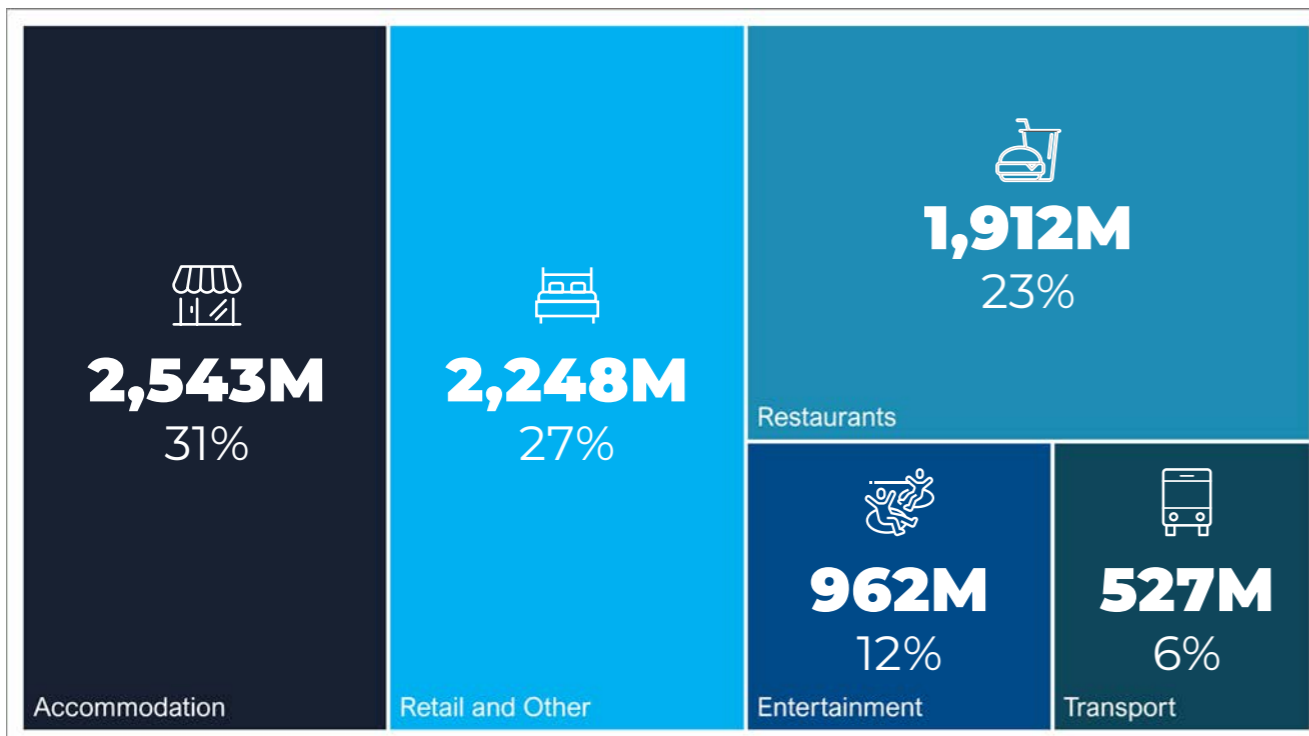 2,543M
31%
Accommodation
2,248M
27%
Retail and Other
1,912M
23%
Restaurants
962M
12%
Entertainment
527M
6%
Transport